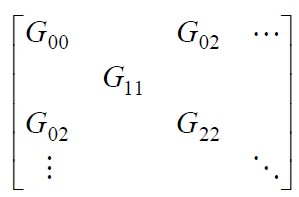 G₀₀ G₀₂ ⋯
G₁₁
G₀₂ G₂₂
⋮ ⋱